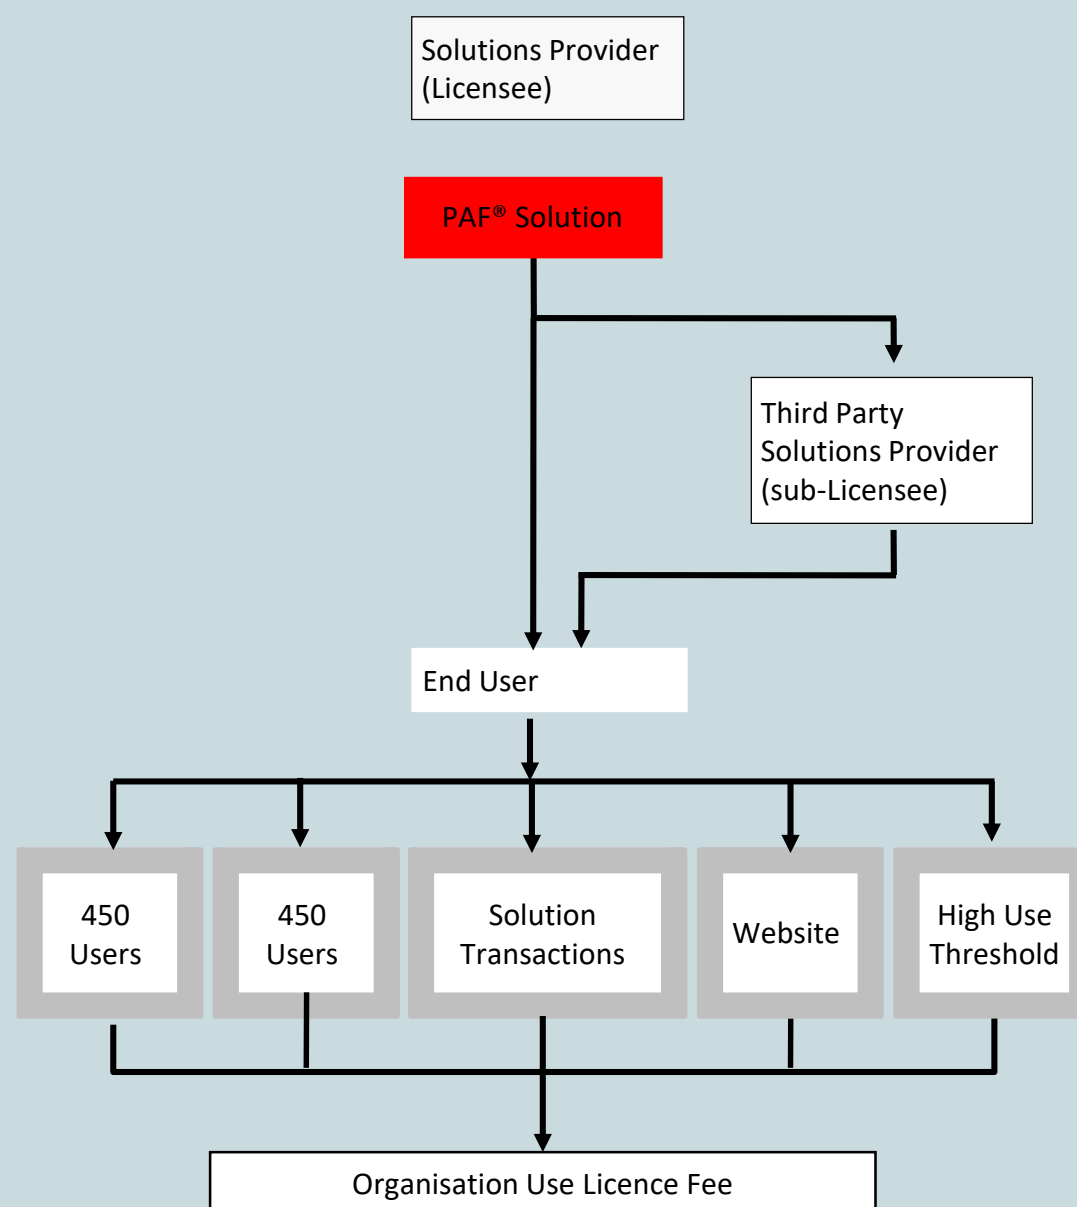 Solutions Provider
(Licensee)
PAF® Solution
Third Party
Solutions Provider
(sub-Licensee)
End User
450
Users
450
Users
Solution
Transactions
Website
High Use
Threshold
Organisation Use Licence Fee